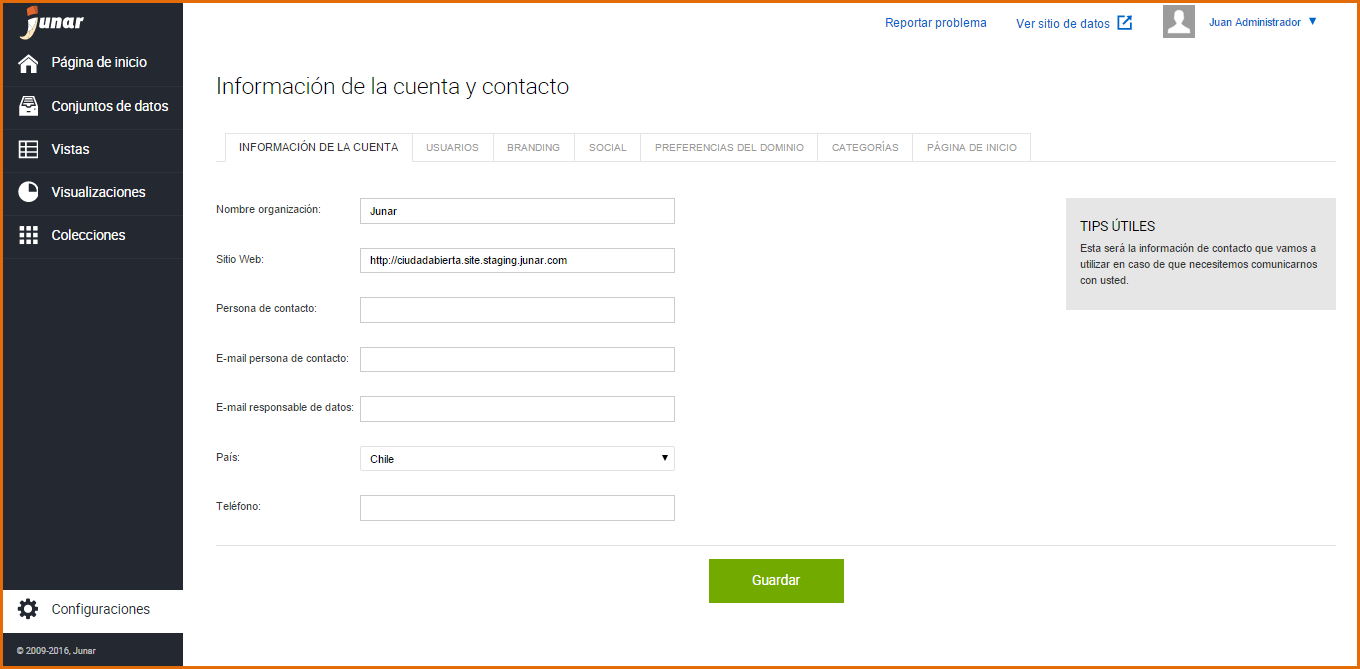 junar
Reportar problema
Ver sitio de datos
Juan Administrador ▼
Página de inicio
Conjuntos de datos
Vistas
Visualizaciones
Colecciones
Configuraciones
© 2009-2016, Junar
Información de la cuenta y contacto
INFORMACIÓN DE LA CUENTA
USUARIOS
BRANDING
SOCIAL
PREFERENCIAS DEL DOMINIO
CATEGORÍAS
PÁGINA DE INICIO
Nombre organización:
Junar
Sitio Web:
http://ciudadabierta.site.staging.junar.com
Persona de contacto:
E-mail persona de contacto:
E-mail responsable de datos:
País:
Chile
Teléfono:
TIPS ÚTILES
Esta será la información de contacto que vamos a
utilizar en caso de que necesitemos comunicarnos
con usted.
Guardar